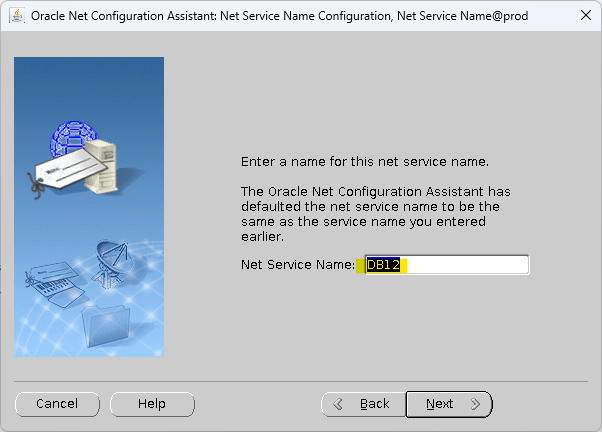 Oracle Net Configuration Assistant: Net Service Name Configuration, Net Service Name@prod
Enter a name for this net service name.
The Oracle Net Configuration Assistant has
defaulted the net service name to be the
same as the service name you entered
earlier.
Net Service Name: DB12
Cancel Help Back Next